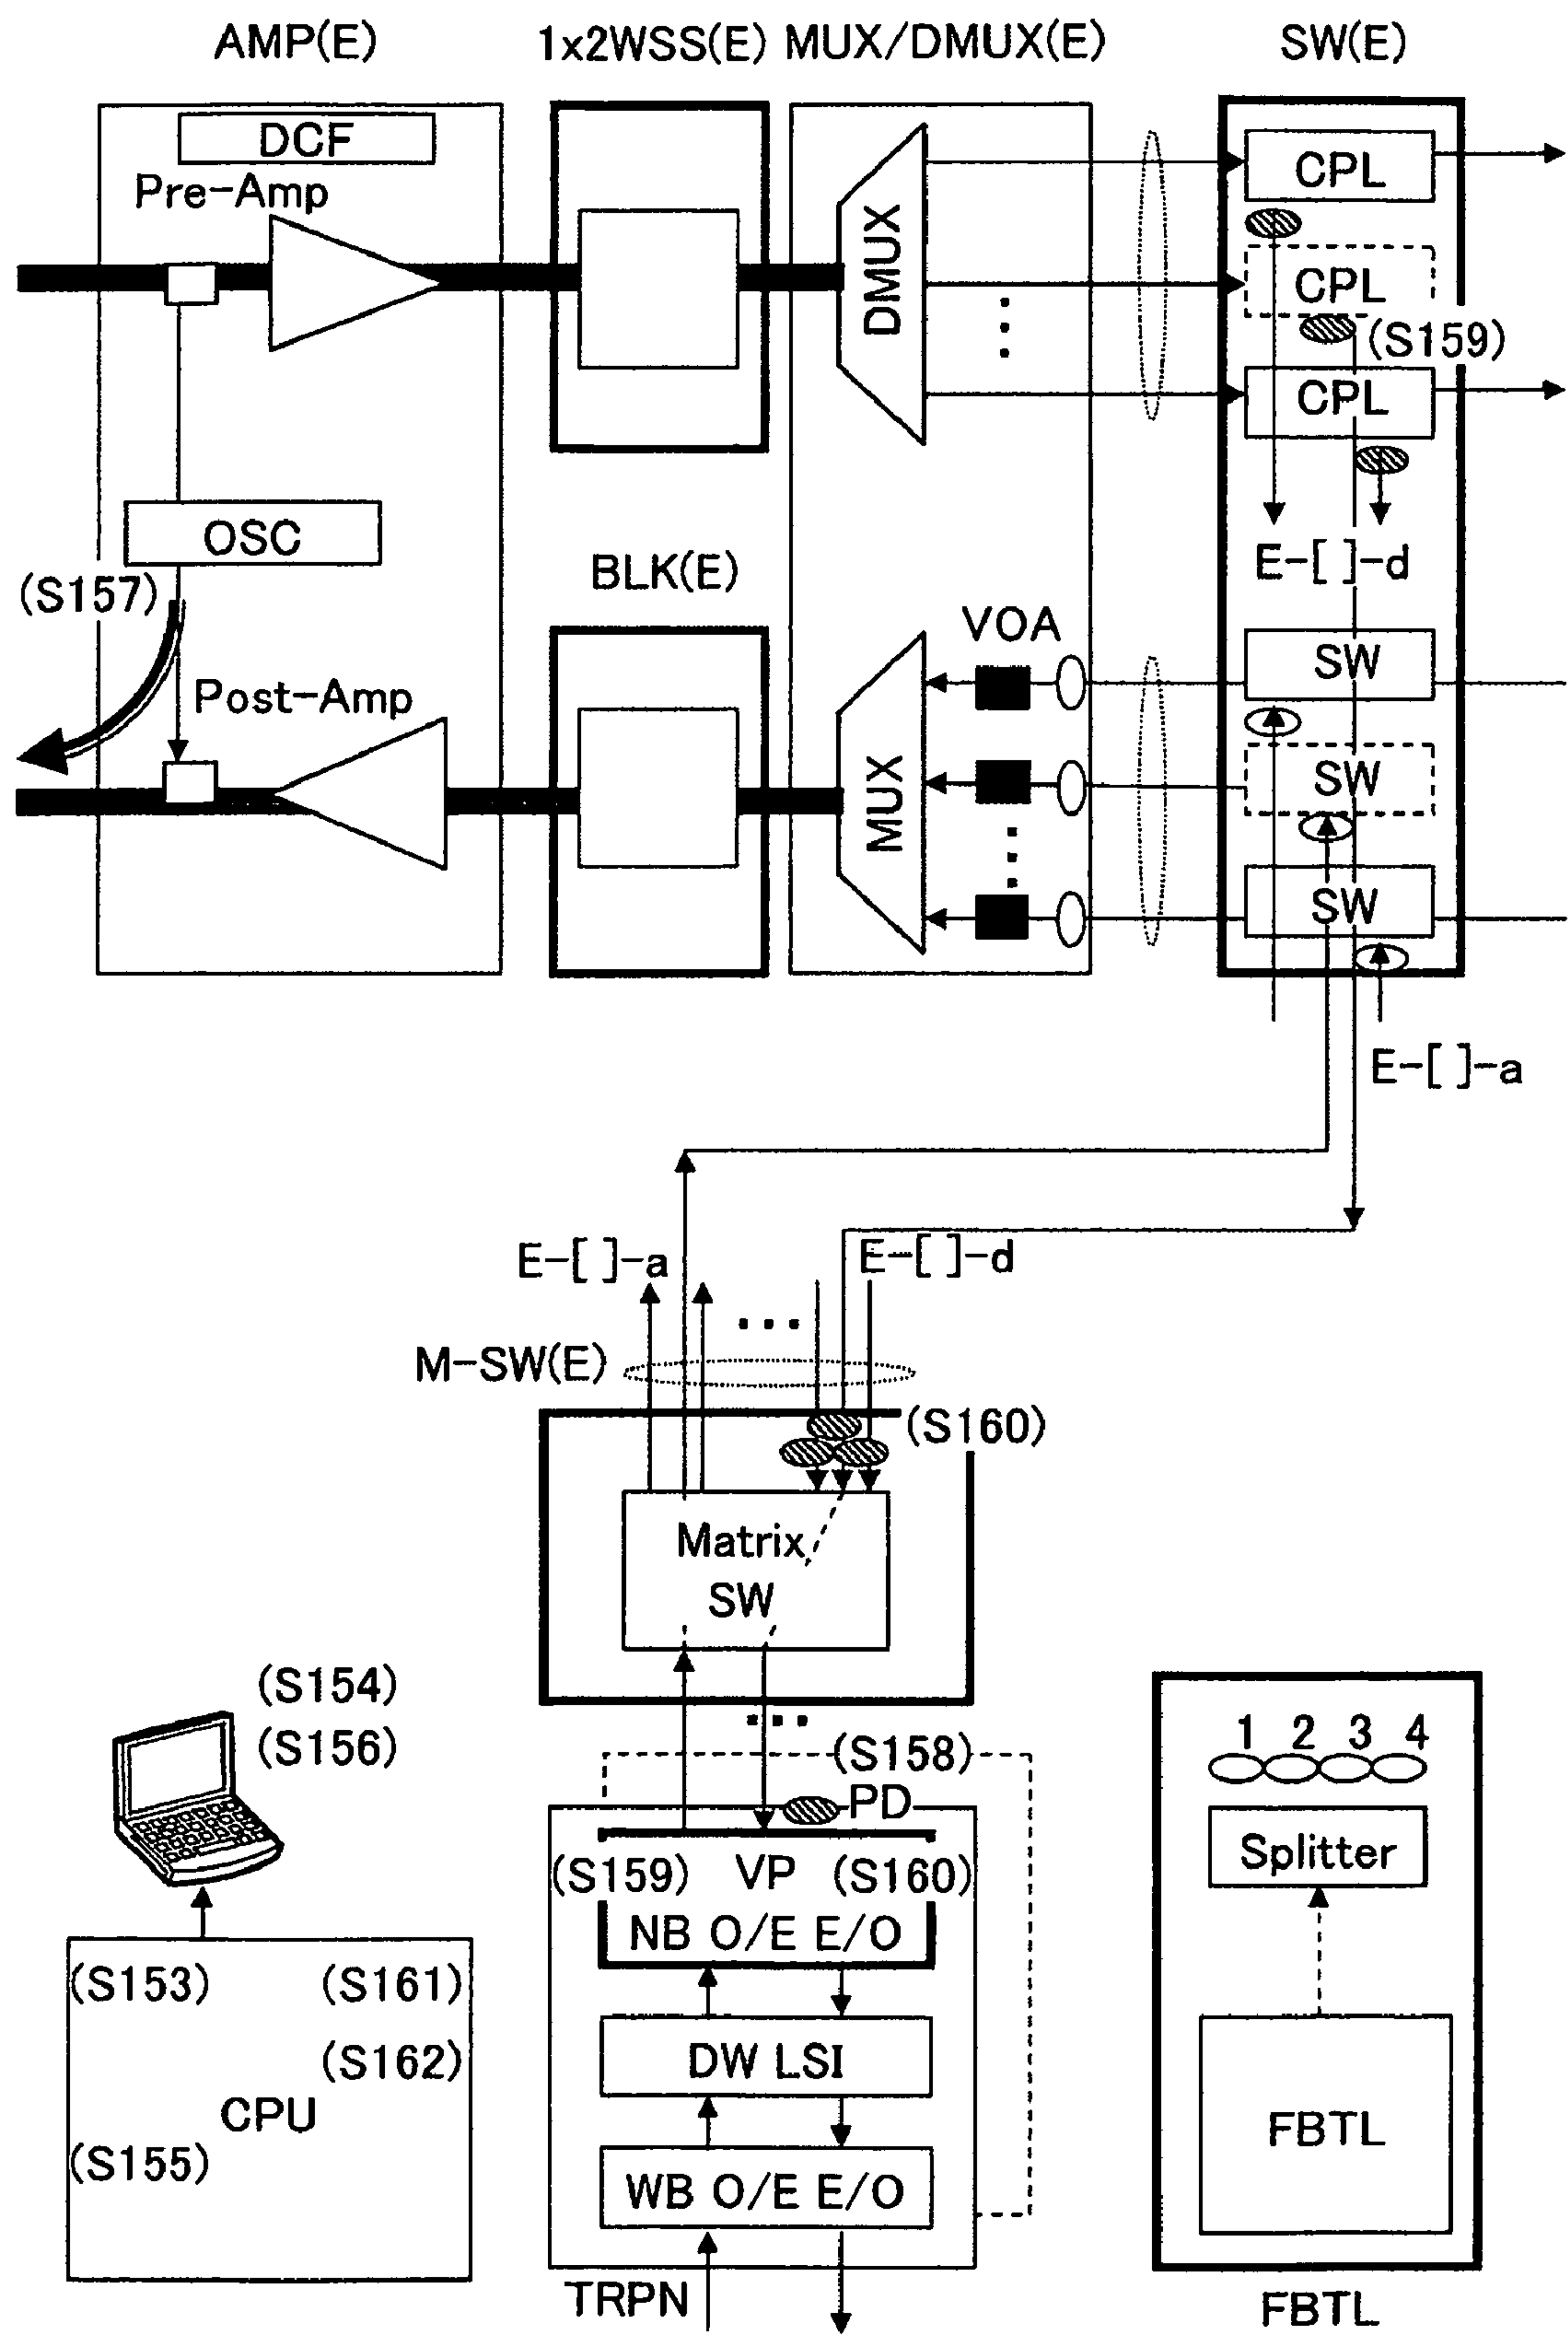 AMP(E)
1x2WSS(E)
MUX/DMUX(E)
SW(E)
DCF
Pre-Amp
DMUX
CPL
CPL
(S159)
CPL
OSC
(S157)
BLK(E)
E-[ ]-d
VOA
Post-Amp
MUX
SW
SW
SW
E-[ ]-a
E-[ ]-a
E-[ ]-d
M-SW(E)
(S160)
Matrix
SW
(S154)
(S156)
(S158)
PD
(S159)
VP
(S160)
NB O/E E/O
DW LSI
WB O/E E/O
TRPN
(S153)
(S161)
(S162)
CPU
(S155)
1 2 3 4
Splitter
FBTL
FBTL